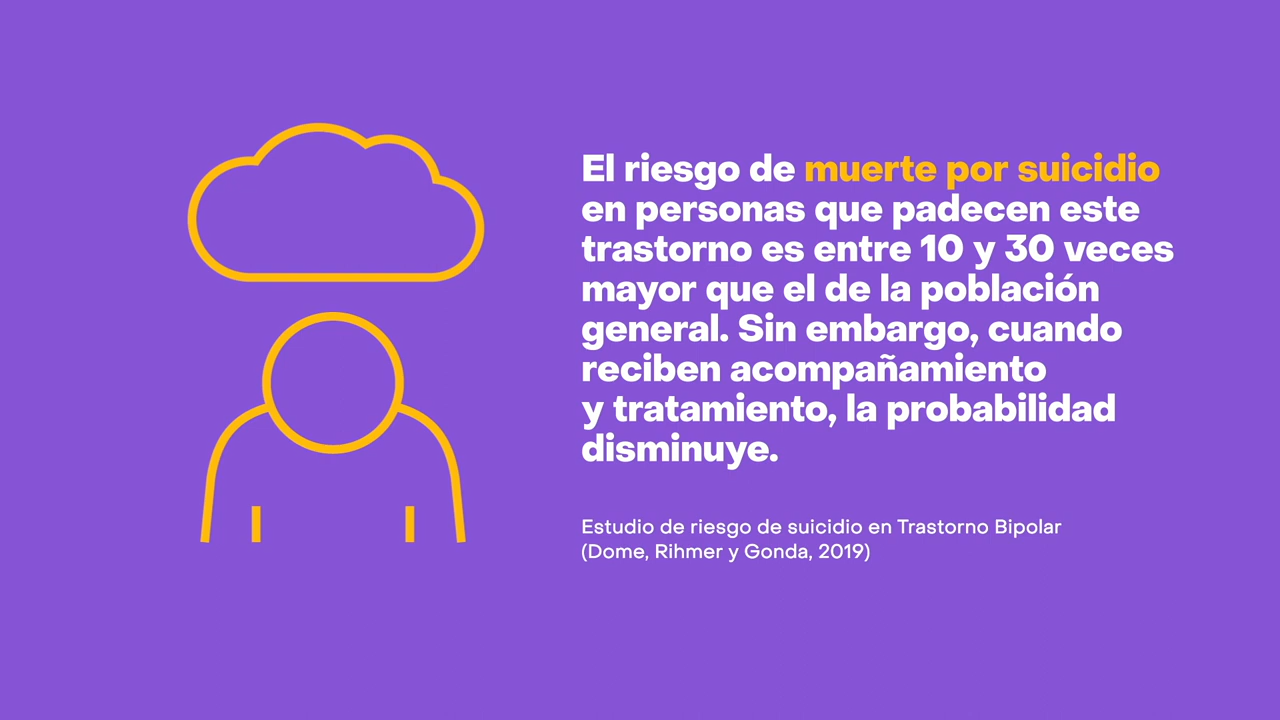 El riesgo de muerte por suicidio
en personas que padecen este
trastorno es entre 10 y 30 veces
mayor que el de la población
general. Sin embargo, cuando
reciben acompañamiento
y tratamiento, la probabilidad
disminuye.
Estudio de riesgo de suicidio en Trastorno Bipolar
(Dome, Rihmer y Gonda, 2019)